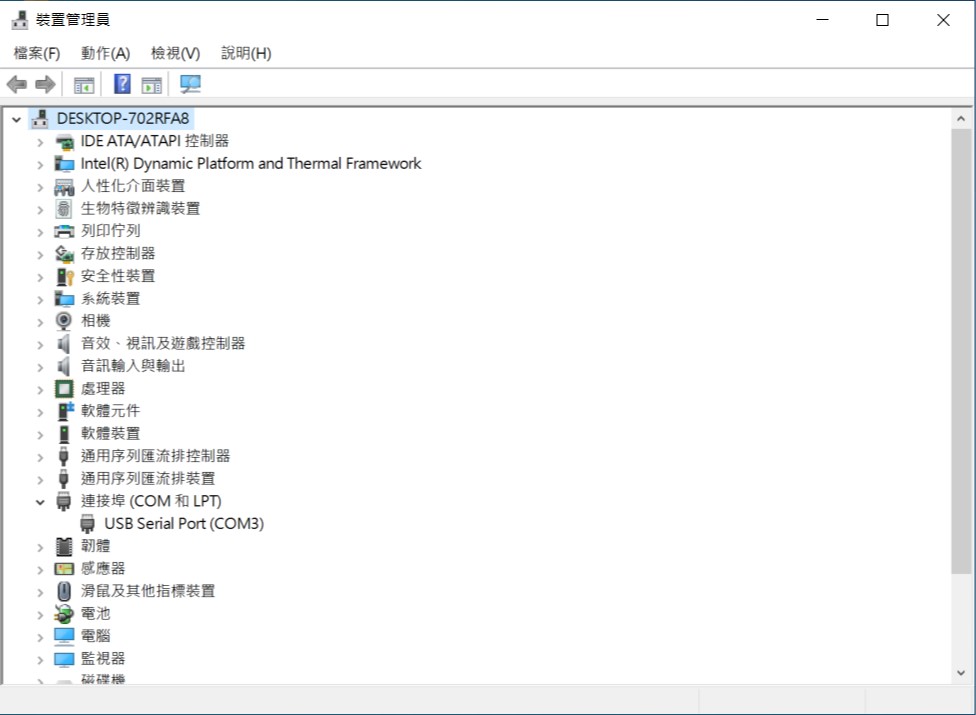 裝置管理員
檔案(F) 動作(A) 檢視(V) 說明(H)
DESKTOP-702RFA8
IDE ATA/ATAPI 控制器
Intel(R) Dynamic Platform and Thermal Framework
人性化介面裝置
生物特徵辨識裝置
列印佇列
存放控制器
安全性裝置
系統裝置
相機
音效、視訊及遊戲控制器
音訊輸入與輸出
處理器
軟體元件
軟體裝置
通用序列匯流排控制器
通用序列匯流排裝置
連接埠 (COM 和 LPT)
USB Serial Port (COM3)
韌體
感應器
滑鼠及其他指標裝置
電池
電腦
監視器
磁碟機